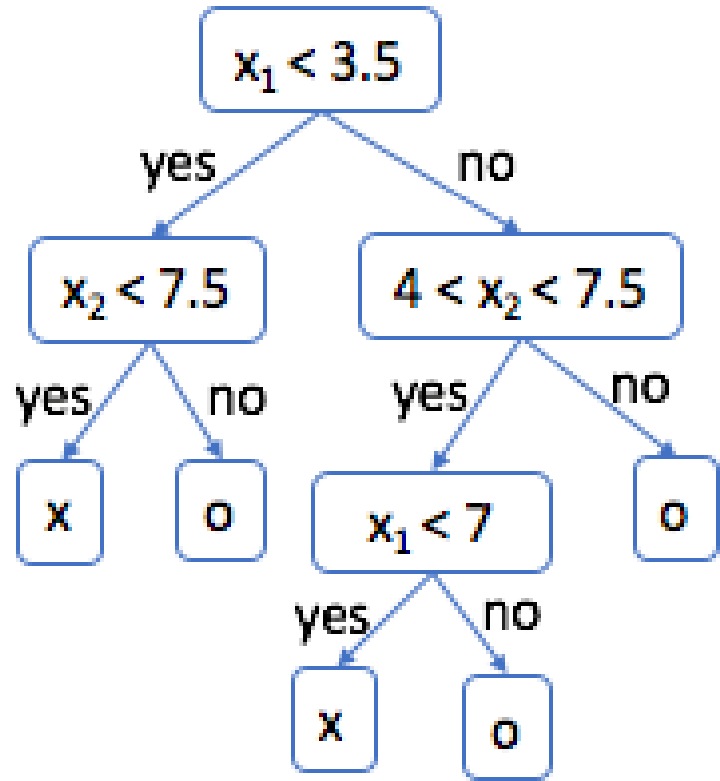 x₁ < 3.5
yes
no
x₂ < 7.5
4 < x₂ < 7.5
yes
no
yes
no
x
o
x₁ < 7
o
yes
no
x
o